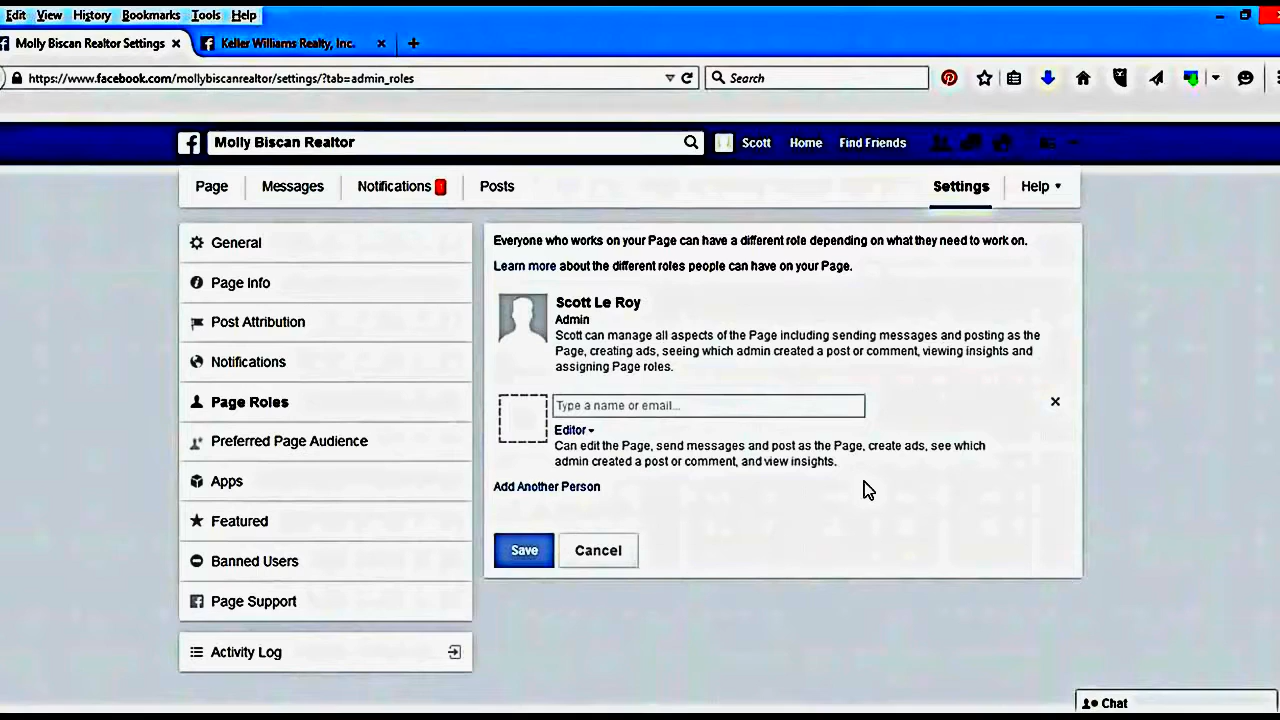 Edit View History Bookmarks Tools Help
Molly Biscan Realtor Settings Keller Williams Realty, Inc.
https://www.facebook.com/mollybiscanrealtor/settings/?tab=admin_roles Search
Molly Biscan Realtor Scott Home Find Friends
Page Messages Notifications Posts Settings Help
General
Page Info
Post Attribution
Notifications
Page Roles
Preferred Page Audience
Apps
Featured
Banned Users
Page Support
Activity Log
Everyone who works on your Page can have a different role depending on what they need to work on.
Learn more about the different roles people can have on your Page.
Scott Le Roy
Admin
Scott can manage all aspects of the Page including sending messages and posting as the
Page, creating ads, seeing which admin created a post or comment, viewing insights and
assigning Page roles.
Type a name or email...
Editor
Can edit the Page, send messages and post as the Page, create ads, see which
admin created a post or comment, and view insights.
Add Another Person
Save Cancel
Chat